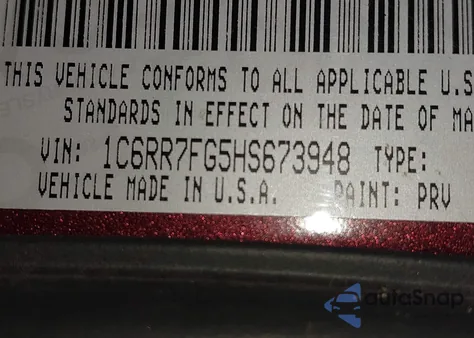 THIS VEHICLE CONFORMS TO ALL APPLICABLE U.S
STANDARDS IN EFFECT ON THE DATE OF MA
VIN: 1C6RR7FG5HS673948 TYPE:
VEHICLE MADE IN U.S.A. PAINT: PRV
autoSnap